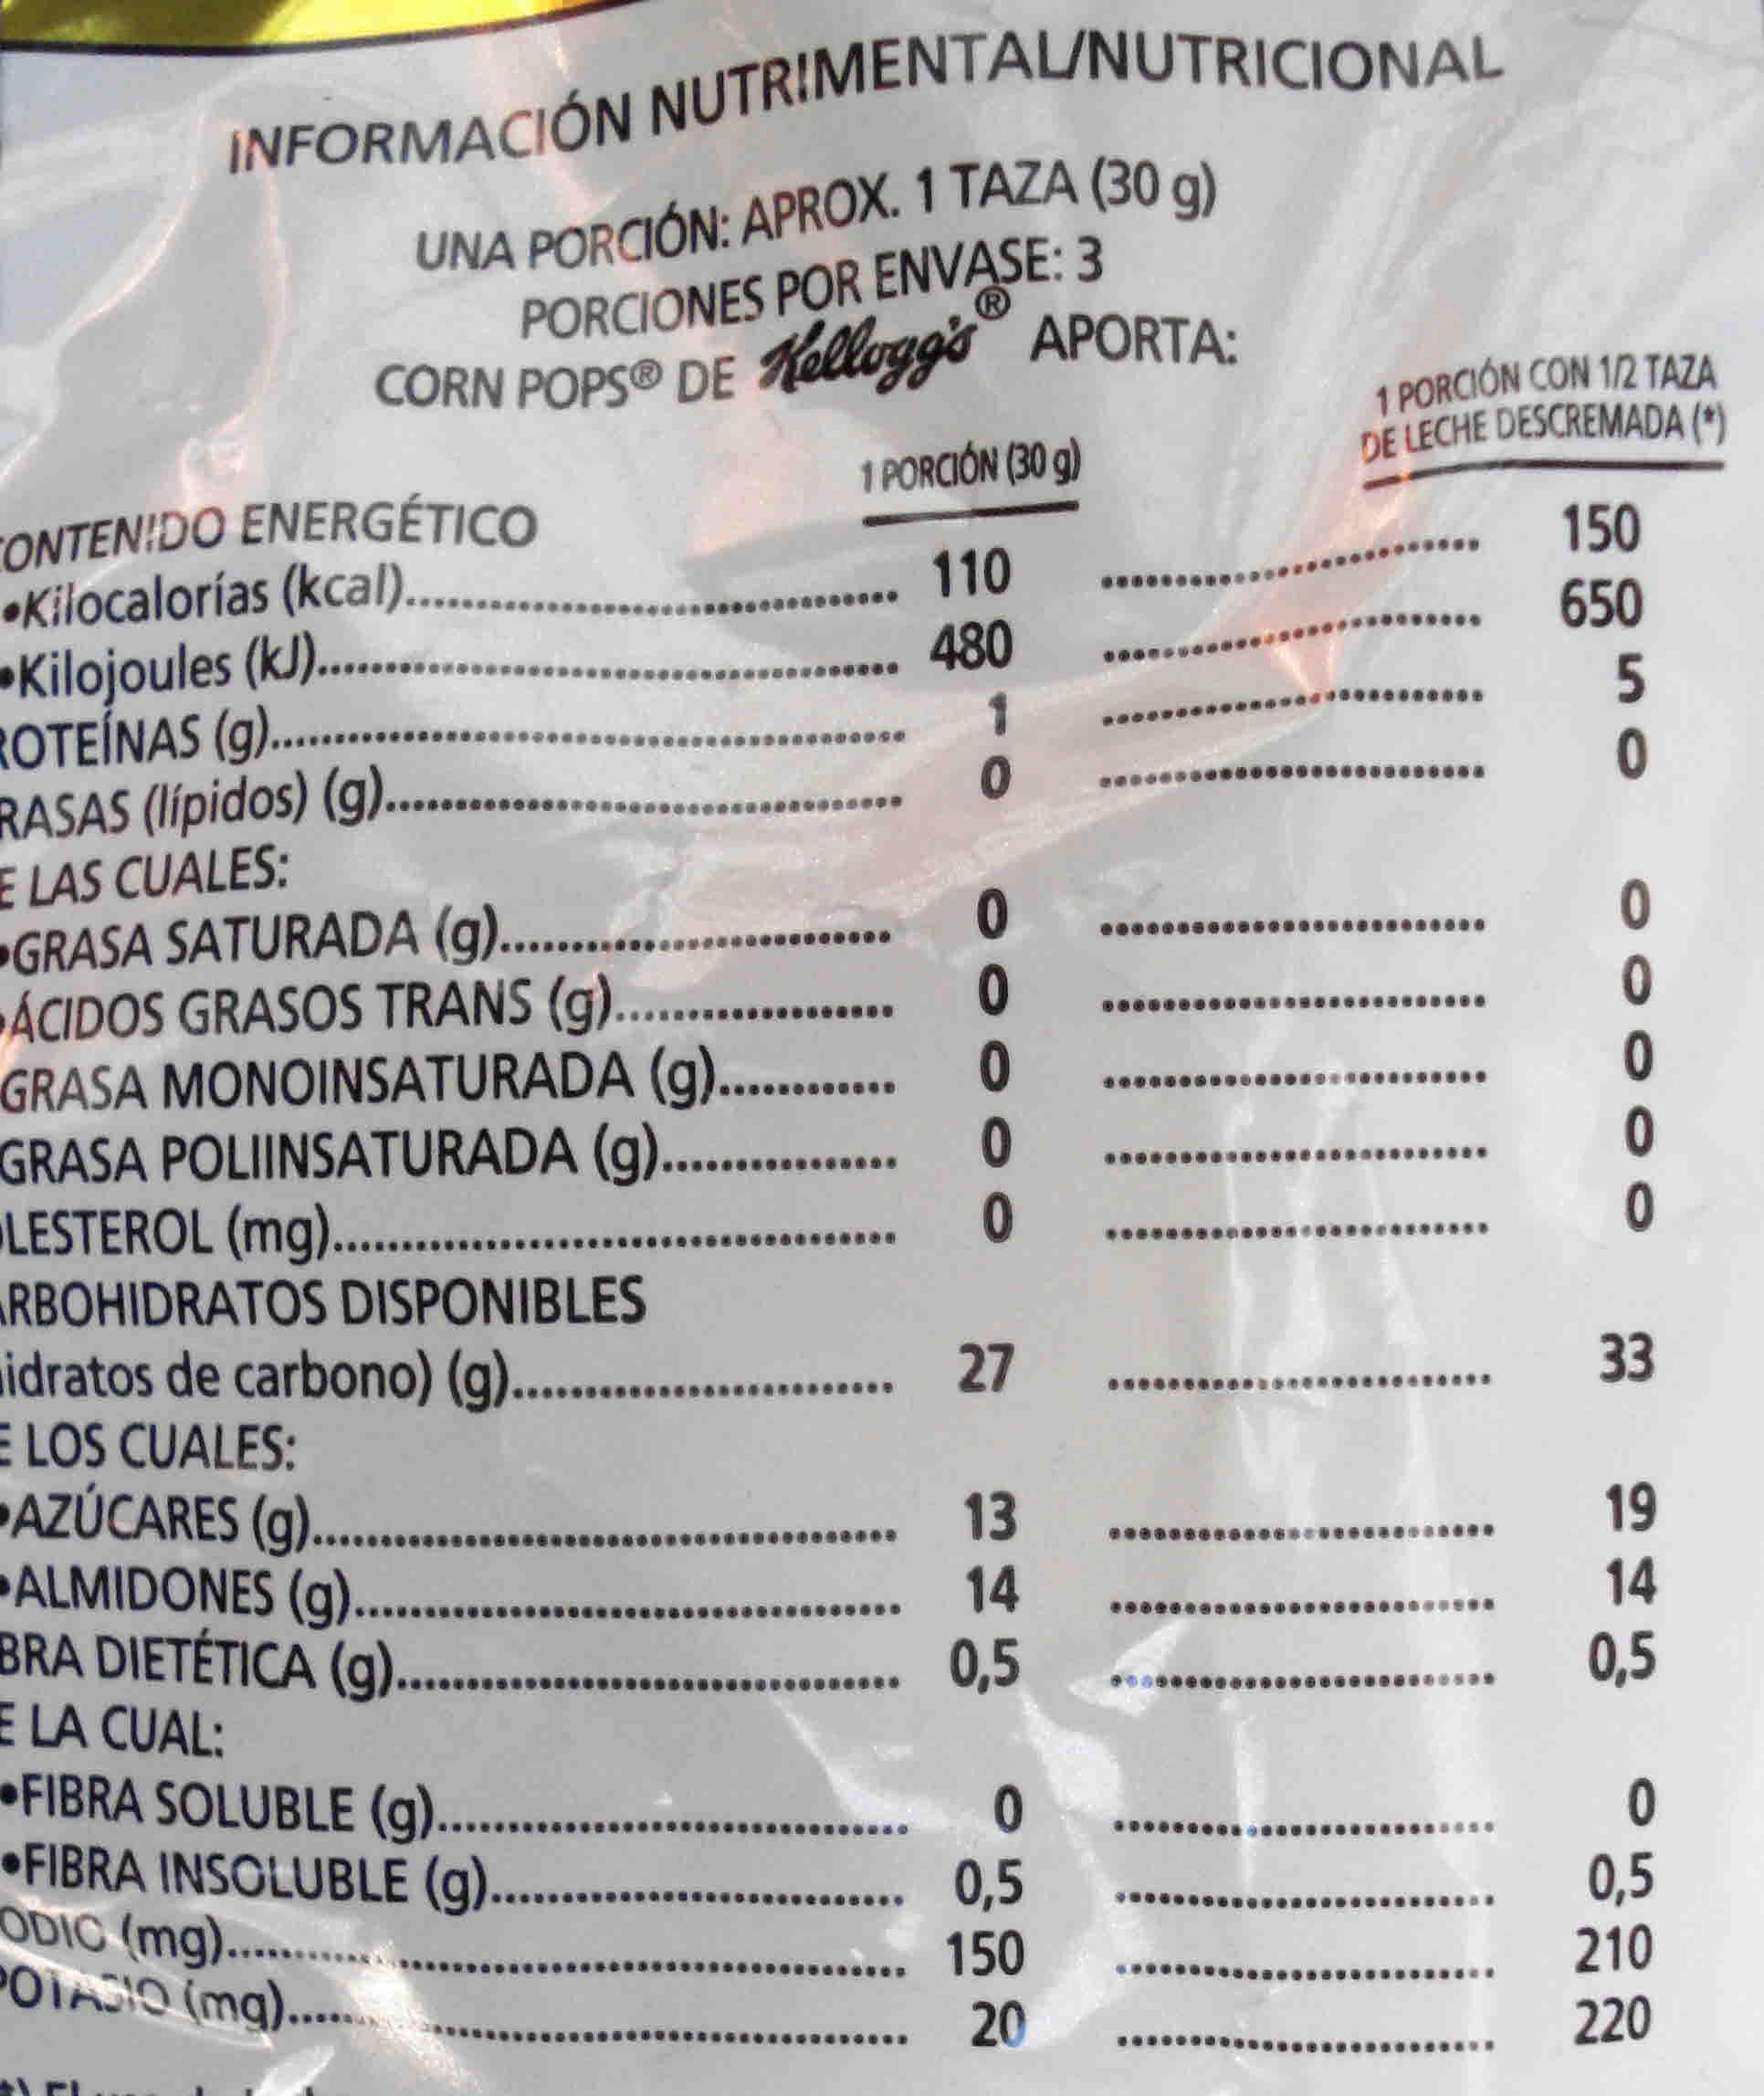 INFORMACIÓN NUTRIMENTAL/NUTRICIONAL
UNA PORCIÓN: APROX. 1 TAZA (30 g)
PORCIONES POR ENVASE: 3
CORN POPS® DE Kellogg's® APORTA:
1 PORCIÓN (30 g)
1 PORCIÓN CON 1/2 TAZA
DE LECHE DESCREMADA (*)
CONTENIDO ENERGÉTICO
•Kilocalorías (kcal) 110 150
•Kilojoules (kJ) 480 650
ROTEÍNAS (g) 1 5
RASAS (lípidos) (g) 0 0
E LAS CUALES:
•GRASA SATURADA (g) 0 0
•ÁCIDOS GRASOS TRANS (g) 0 0
GRASA MONOINSATURADA (g) 0 0
GRASA POLIINSATURADA (g) 0 0
OLESTEROL (mg) 0 0
ARBOHIDRATOS DISPONIBLES
hidratos de carbono) (g) 27 33
E LOS CUALES:
•AZÚCARES (g) 13 19
•ALMIDONES (g) 14 14
BRA DIETÉTICA (g) 0,5 0,5
E LA CUAL:
•FIBRA SOLUBLE (g) 0 0
•FIBRA INSOLUBLE (g) 0,5 0,5
ODIO (mg) 150 210
POTASIO (mg) 20 220